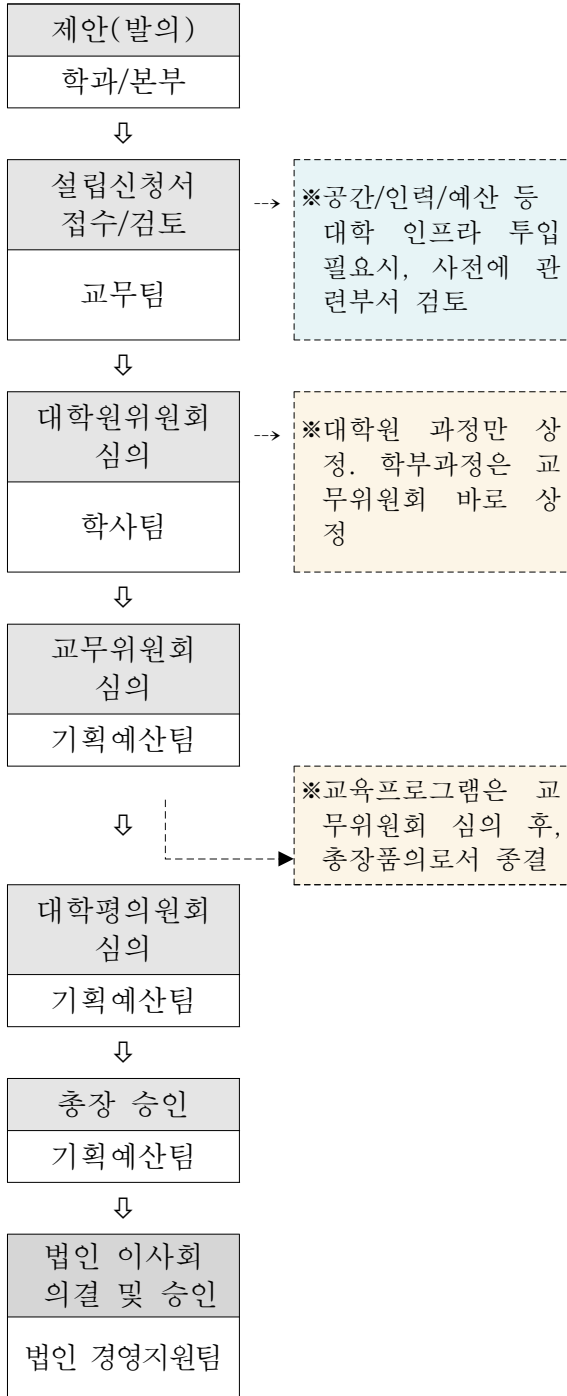 제안(발의)
학과/본부
⇩
설립신청서
접수/검토
교무팀
※공간/인력/예산 등
대학 인프라 투입
필요시, 사전에 관
련부서 검토
⇩
대학원위원회
심의
학사팀
※대학원 과정만 상
정. 학부과정은 교
무위원회 바로 상
정
⇩
교무위원회
심의
기획예산팀
⇩
※교육프로그램은 교
무위원회 심의 후,
총장품의로서 종결
대학평의원회
심의
기획예산팀
⇩
총장 승인
기획예산팀
⇩
법인 이사회
의결 및 승인
법인 경영지원팀